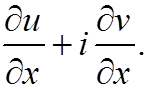 ∂u/∂x + i ∂v/∂x.